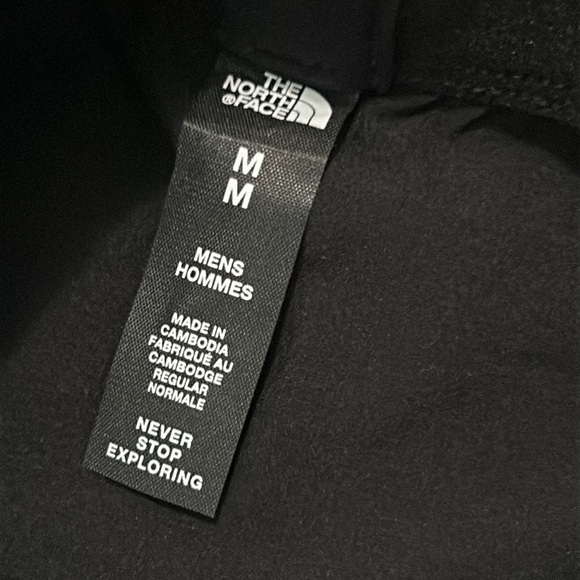 THE
NORTH
®FACE
M
M
MENS
HOMMES
MADE IN
CAMBODIA
FABRIQUÉ AU
CAMBODGE
REGULAR
NORMALE
NEVER
STOP
EXPLORING